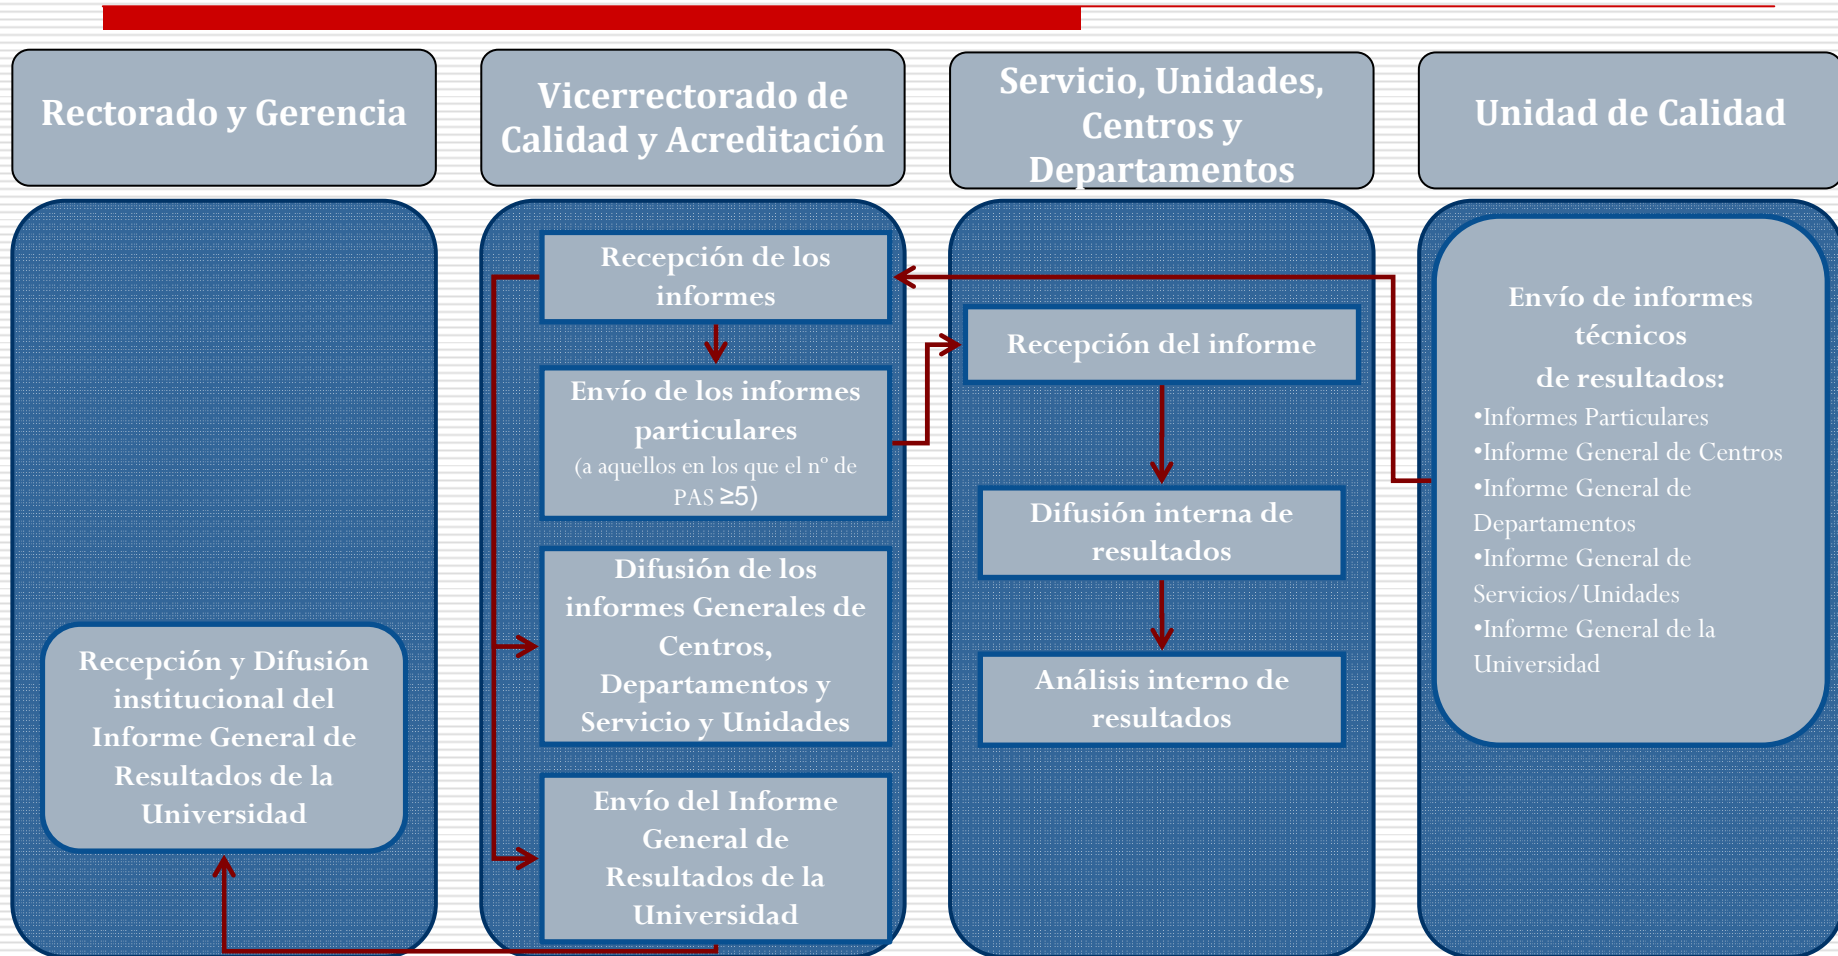 Rectorado y Gerencia
Vicerrectorado de
Calidad y Acreditación
Servicio, Unidades,
Centros y
Departamentos
Unidad de Calidad
Recepción y Difusión
institucional del
Informe General de
Resultados de la
Universidad
Recepción de los
informes
Envío de los informes
particulares
(a aquellos en los que el nº de
PAS ≥5)
Difusión de los
informes Generales de
Centros,
Departamentos y
Servicio y Unidades
Envío del Informe
General de
Resultados de la
Universidad
Recepción del informe
Difusión interna de
resultados
Análisis interno de
resultados
Envío de informes
técnicos
de resultados:
•Informes Particulares
•Informe General de Centros
•Informe General de
Departamentos
•Informe General de
Servicios/Unidades
•Informe General de la
Universidad